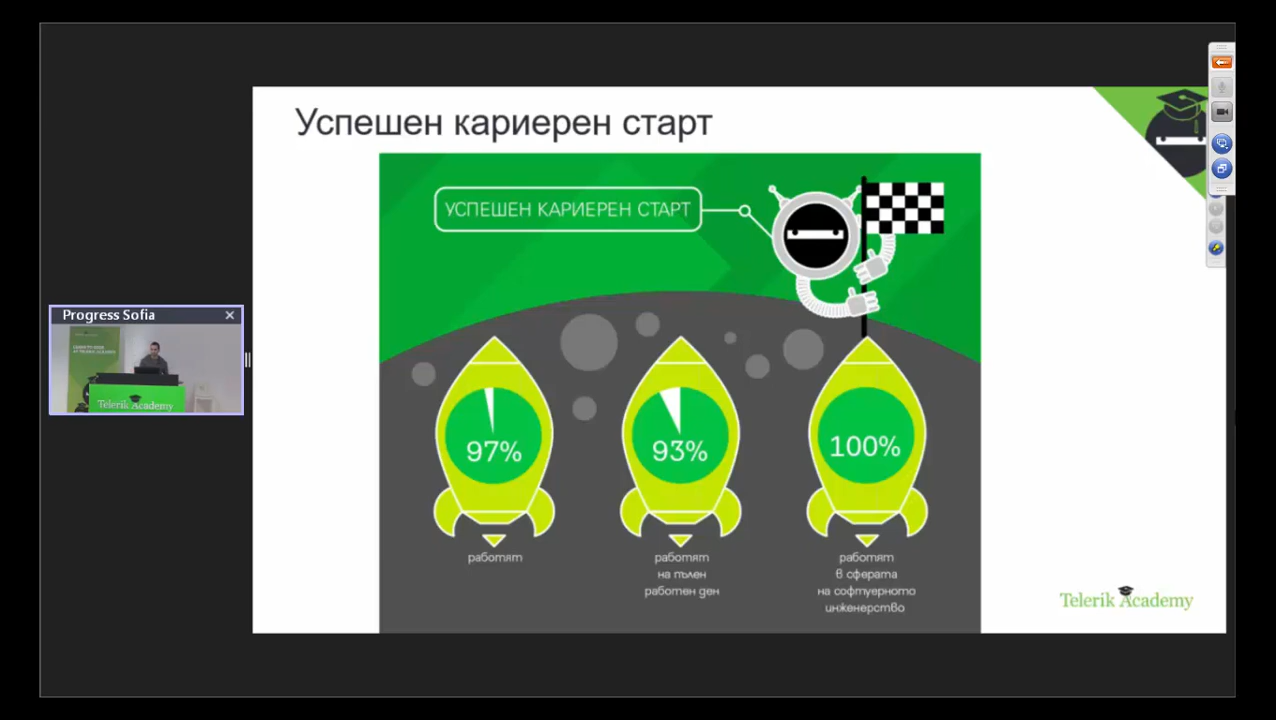 Успешен кариерен старт
УСПЕШЕН КАРИЕРЕН СТАРТ
Progress Sofia
Telerik Academy
97%
93%
100%
работят
работят
на пълен
работен ден
работят
в сферата
на софтуерното
инженерство
Telerik Academy